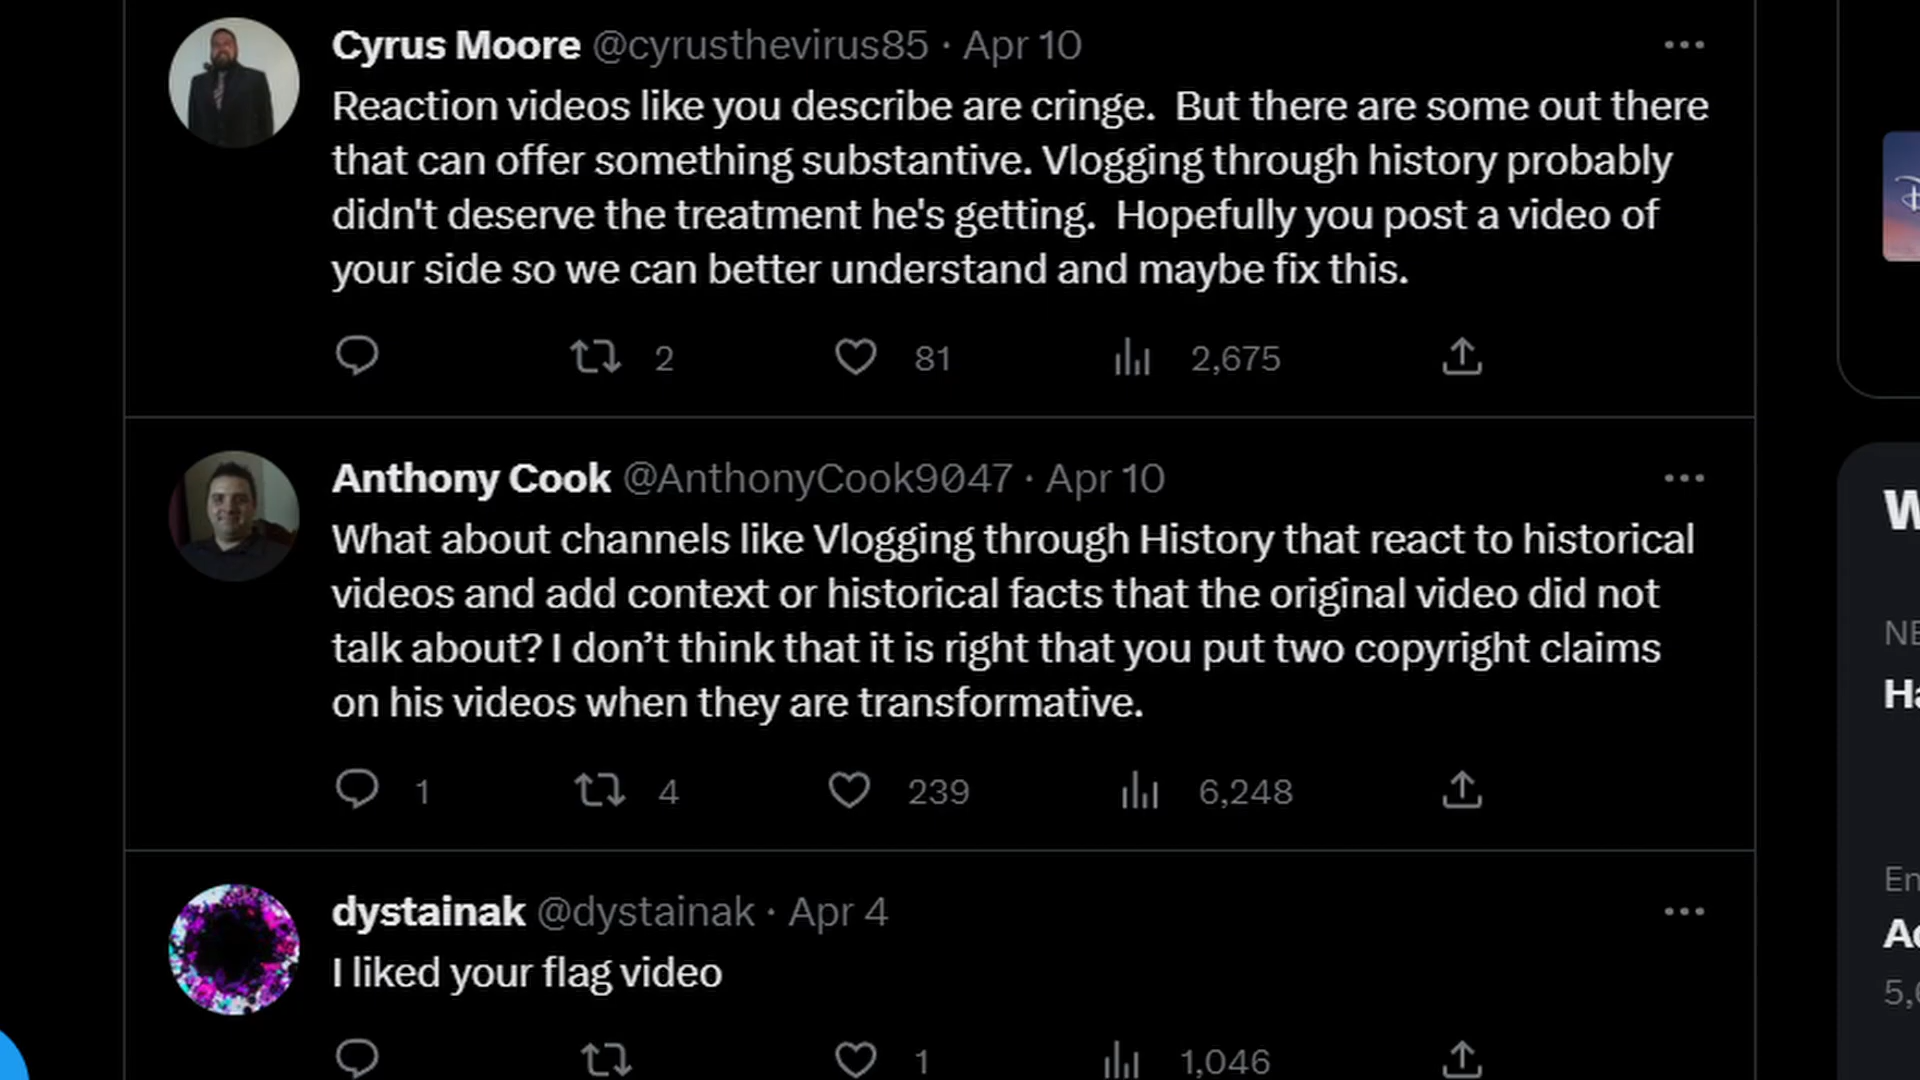 Cyrus Moore @cyrusthevirus85 · Apr 10
Reaction videos like you describe are cringe.  But there are some out there
that can offer something substantive. Vlogging through history probably
didn't deserve the treatment he's getting.  Hopefully you post a video of
your side so we can better understand and maybe fix this.
2 81 2,675
Anthony Cook @AnthonyCook9047 · Apr 10
What about channels like Vlogging through History that react to historical
videos and add context or historical facts that the original video did not
talk about? I don’t think that it is right that you put two copyright claims
on his videos when they are transformative.
1 4 239 6,248
dystainak @dystainak · Apr 4
I liked your flag video
1 1,046